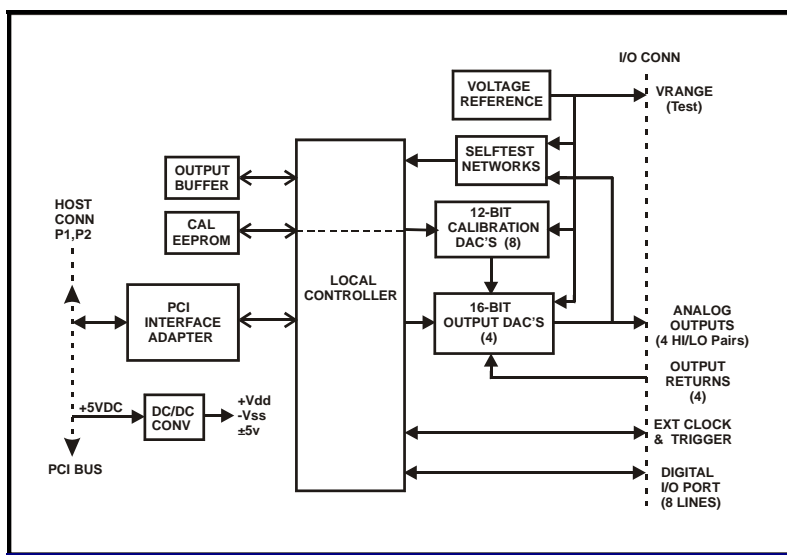 I/O CONN
VOLTAGE
REFERENCE
VRANGE
(Test)
SELFTEST
NETWORKS
OUTPUT
BUFFER
HOST
CONN
P1,P2
CAL
EEPROM
12-BIT
CALIBRATION
DAC'S (8)
LOCAL
CONTROLLER
PCI
INTERFACE
ADAPTER
16-BIT
OUTPUT DAC'S
(4)
ANALOG
OUTPUTS
(4 HI/LO Pairs)
OUTPUT
RETURNS
(4)
+5VDC
DC/DC
CONV
+Vdd
-Vss
±5v
EXT CLOCK
& TRIGGER
PCI BUS
DIGITAL
I/O PORT
(8 LINES)